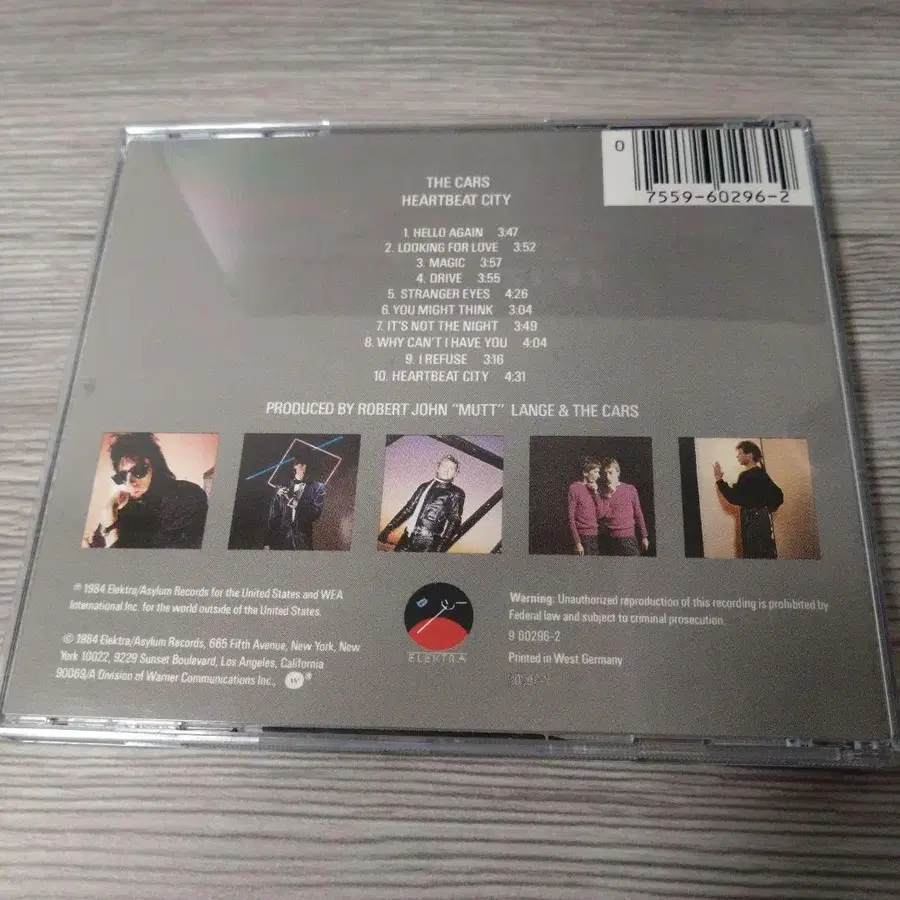 0
7559-60296-2
THE CARS
HEARTBEAT CITY
1. HELLO AGAIN 3:47
2. LOOKING FOR LOVE 3:52
3. MAGIC 3:57
4. DRIVE 3:55
5. STRANGER EYES 4:26
6. YOU MIGHT THINK 3:04
7. IT'S NOT THE NIGHT 3:49
8. WHY CAN'T I HAVE YOU 4:04
9. I REFUSE 3:16
10. HEARTBEAT CITY 4:31
PRODUCED BY ROBERT JOHN "MUTT" LANGE & THE CARS
℗ 1984 Elektra/Asylum Records for the United States and WEA
International Inc. for the world outside of the United States.
© 1984 Elektra/Asylum Records, 665 Fifth Avenue, New York, New
York 10022, 9229 Sunset Boulevard, Los Angeles, California
90069/A Division of Warner Communications Inc., ®
ELEKTRA
Warning: Unauthorized reproduction of this recording is prohibited by
Federal law and subject to criminal prosecution.
9 60296-2
Printed in West Germany